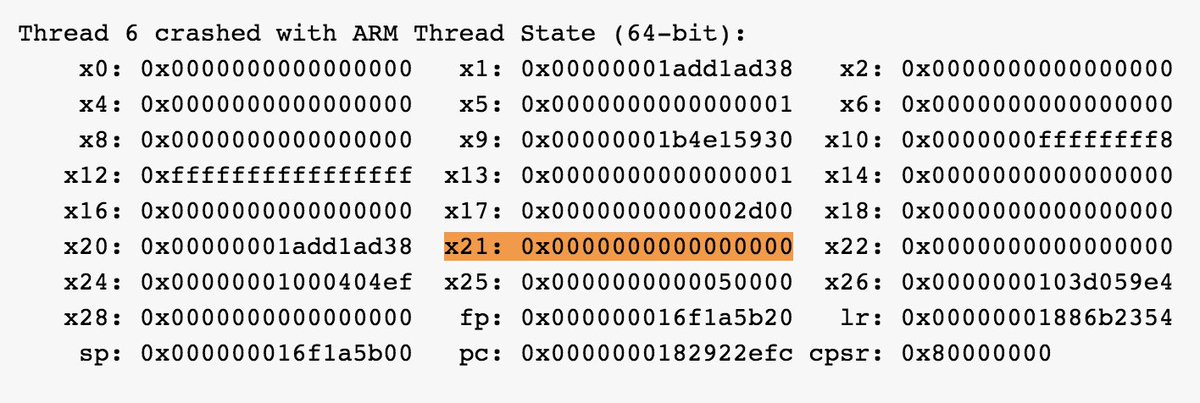 Thread 6 crashed with ARM Thread State (64-bit):
x0: 0x0000000000000000 x1: 0x00000001add1ad38 x2: 0x0000000000000000
x4: 0x0000000000000000 x5: 0x0000000000000001 x6: 0x0000000000000000
x8: 0x0000000000000000 x9: 0x00000001b4e15930 x10: 0x0000000ffffffff8
x12: 0xffffffffffffffff x13: 0x0000000000000001 x14: 0x0000000000000000
x16: 0x0000000000000000 x17: 0x0000000000002d00 x18: 0x0000000000000000
x20: 0x00000001add1ad38 x21: 0x0000000000000000 x22: 0x0000000000000000
x24: 0x00000001000404ef x25: 0x0000000000050000 x26: 0x0000000103d059e4
x28: 0x0000000000000000 fp: 0x000000016f1a5b20 lr: 0x00000001886b2354
sp: 0x000000016f1a5b00 pc: 0x0000000182922efc cpsr: 0x80000000